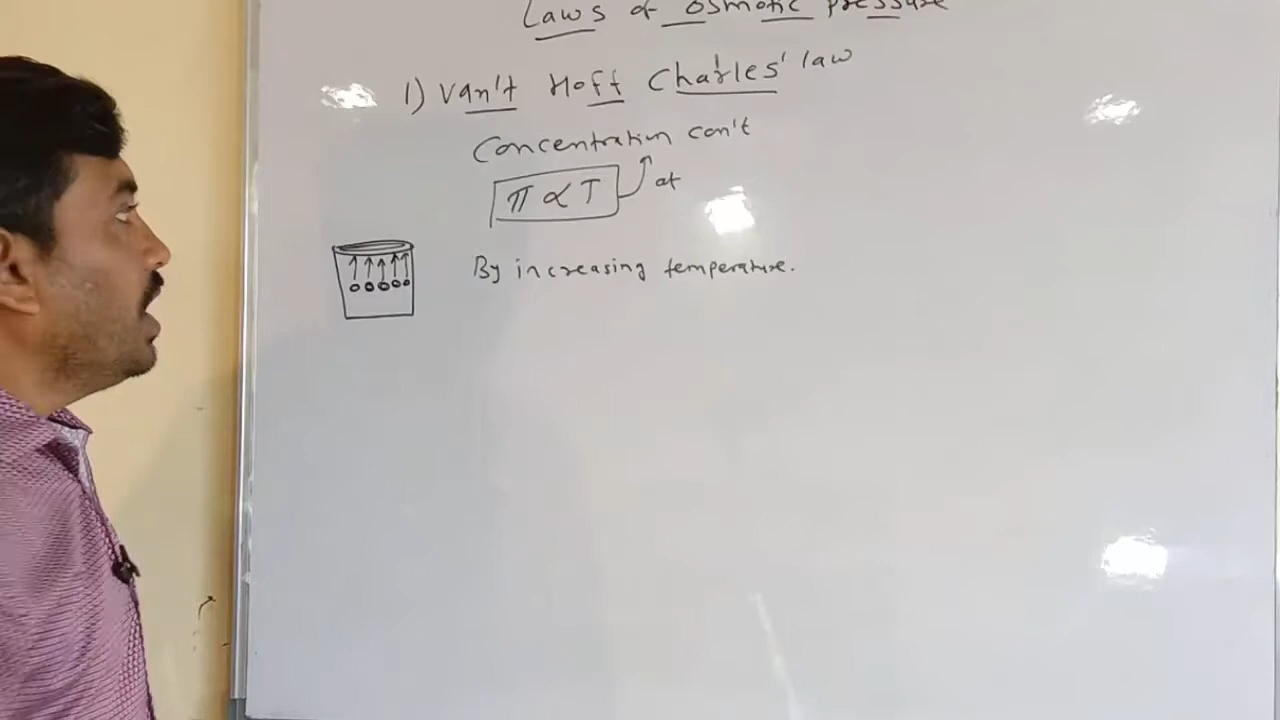 Laws of osmotic pressure
1) Van't Hoff Charles' law
Concentration con't
π ∝ T at
By increasing temperature.